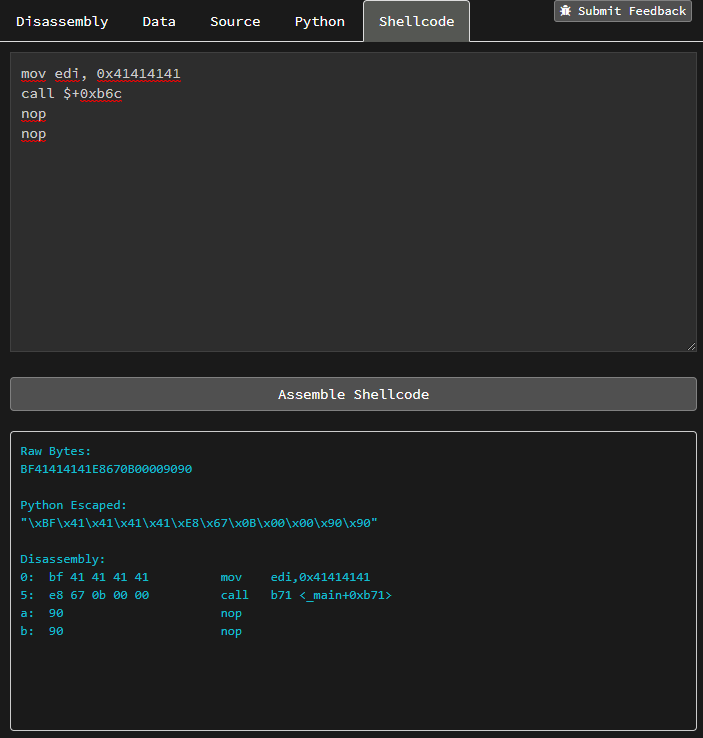 Disassembly Data Source Python Shellcode Submit Feedback
mov edi, 0x41414141
call $+0xb6c
nop
nop
Assemble Shellcode
Raw Bytes:
BF41414141E8670B00009090
Python Escaped:
"\xBF\x41\x41\x41\x41\xE8\x67\x0B\x00\x00\x90\x90"
Disassembly:
0: bf 41 41 41 41 mov edi,0x41414141
5: e8 67 0b 00 00 call b71 <_main+0xb71>
a: 90 nop
b: 90 nop